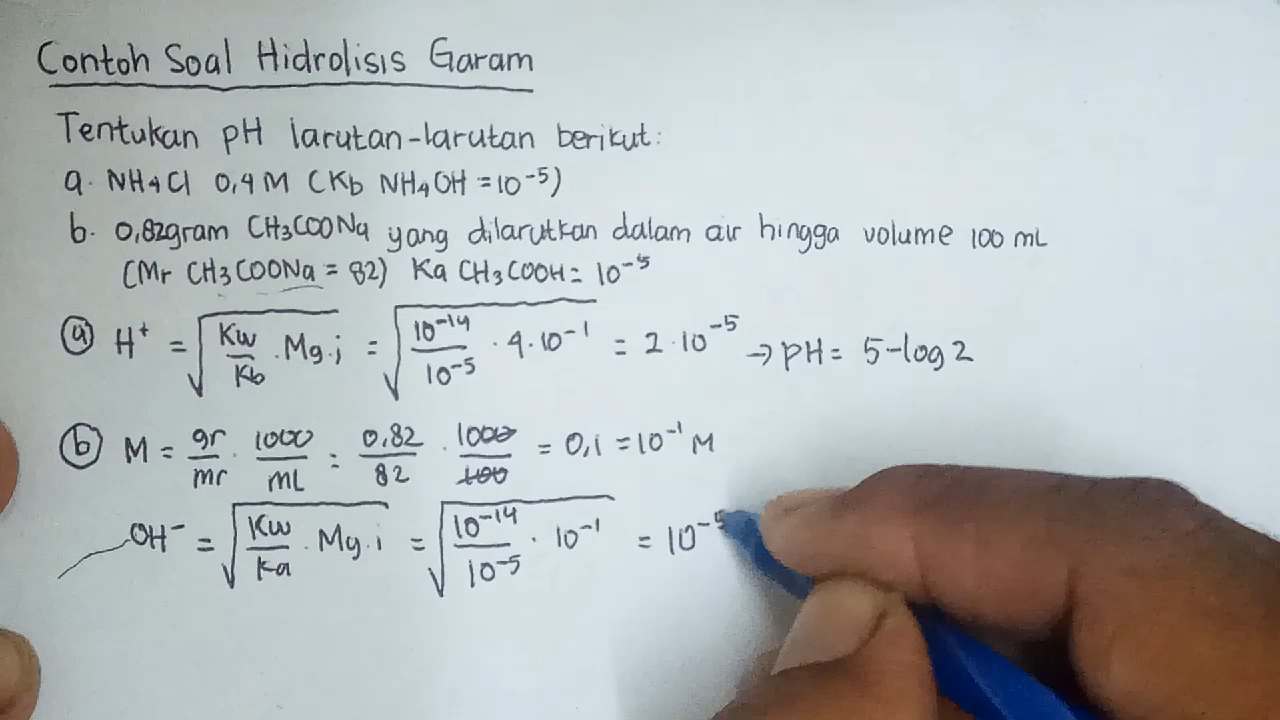 Contoh Soal Hidrolisis Garam
Tentukan pH larutan-larutan berikut:
a. NH4Cl 0,4 M (Kb NH4OH = 10⁻⁵)
b. 0,82gram CH3COONa yang dilarutkan dalam air hingga volume 100 mL
(Mr CH3COONa = 82) Ka CH3COOH = 10⁻⁵
ⓐ H⁺ = √(Kw/Kb . Mg.i) = √(10⁻¹⁴/10⁻⁵ . 4.10⁻¹) = 2.10⁻⁵ → pH = 5-log 2
ⓑ M = gr/mr . 1000/mL = 0,82/82 . 1000/100 = 0,1 = 10⁻¹ M
OH⁻ = √(Kw/Ka . Mg.i) = √(10⁻¹⁴/10⁻⁵ . 10⁻¹) = 10⁻⁵